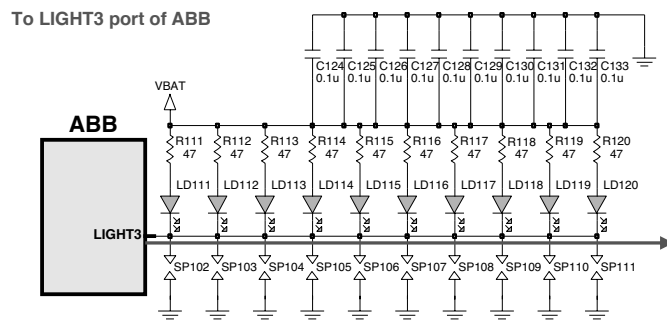 To LIGHT3 port of ABB
C124 C125 C126 C127 C128 C129 C130 C131 C132 C133
0.1u 0.1u 0.1u 0.1u 0.1u 0.1u 0.1u 0.1u 0.1u 0.1u
VBAT
ABB
R111 R112 R113 R114 R115 R116 R117 R118 R119 R120
47 47 47 47 47 47 47 47 47 47
LD111 LD112 LD113 LD114 LD115 LD116 LD117 LD118 LD119 LD120
LIGHT3
SP102 SP103 SP104 SP105 SP106 SP107 SP108 SP109 SP110 SP111